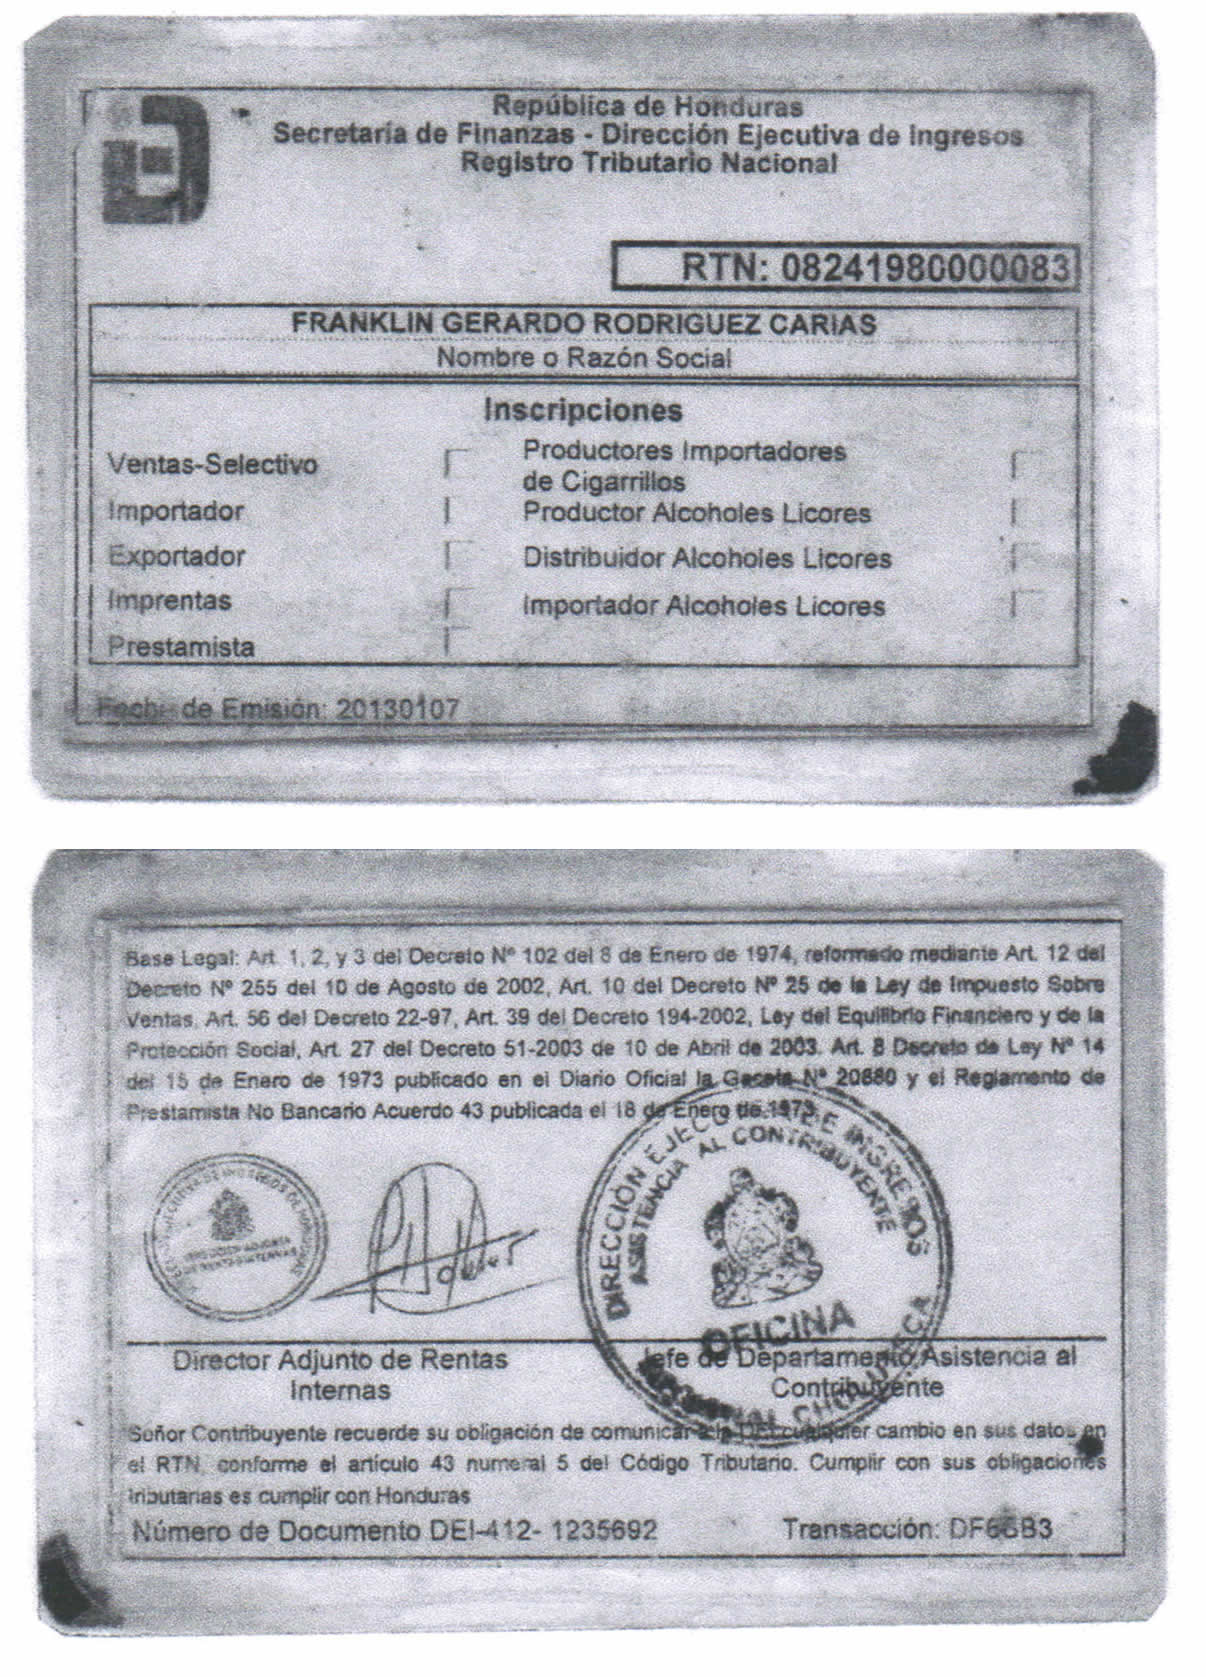 República de Honduras
Secretaría de Finanzas - Dirección Ejecutiva de Ingresos
Registro Tributario Nacional
RTN: 08241980000083
FRANKLIN GERARDO RODRIGUEZ CARIAS
Nombre o Razón Social
Inscripciones
Ventas-Selectivo
Productores Importadores
de Cigarrillos
Importador
Productor Alcoholes Licores
Exportador
Distribuidor Alcoholes Licores
Imprentas
Importador Alcoholes Licores
Prestamista
Fecha de Emisión: 20130107
Base Legal: Art. 1, 2, y 3 del Decreto Nº 102 del 8 de Enero de 1974, reformado mediante Art. 12 del
Decreto Nº 255 del 10 de Agosto de 2002, Art. 10 del Decreto Nº 25 de la Ley de Impuesto Sobre
Ventas, Art. 56 del Decreto 22-97, Art. 39 del Decreto 194-2002, Ley del Equilibrio Financiero y de la
Protección Social, Art. 27 del Decreto 51-2003 de 10 de Abril de 2003. Art. 8 Decreto de Ley Nº 14
del 15 de Enero de 1973 publicado en el Diario Oficial la Gaceta Nº 20880 y el Reglamento de
Prestamista No Bancario Acuerdo 43 publicada el 18 de Enero de 1973.
DIRECCIÓN EJECUTIVA DE INGRESOS
ASISTENCIA AL CONTRIBUYENTE
OFICINA
CHOLUTECA
Director Adjunto de Rentas
Internas
Jefe de Departamento Asistencia al
Contribuyente
Señor Contribuyente recuerde su obligación de comunicar a la DEI cualquier cambio en sus datos en
el RTN, conforme el articulo 43 numeral 5 del Código Tributario. Cumplir con sus obligaciones
tributarias es cumplir con Honduras
Número de Documento DEI-412- 1235692
Transacción: